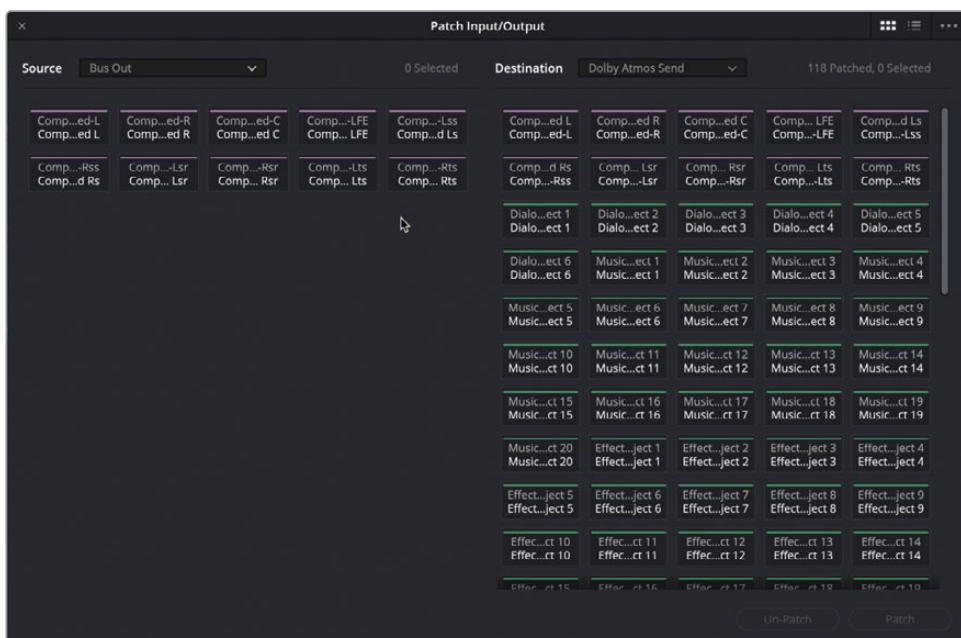 Patch Input/Output
Source Bus Out 0 Selected
Destination Dolby Atmos Send 118 Patched, 0 Selected
Comp...ed-L Comp...ed-R Comp...ed-C Comp...-LFE Comp...-Lss
Comp...ed L Comp...ed R Comp...ed C Comp... LFE Comp...d Ls
Comp...-Rss Comp...-Lsr Comp...-Rsr Comp...-Lts Comp...-Rts
Comp...d Rs Comp... Lsr Comp... Rsr Comp... Lts Comp... Rts
Comp...ed L Comp...ed R Comp...ed C Comp... LFE Comp...d Ls
Comp...ed-L Comp...ed-R Comp...ed-C Comp...-LFE Comp...-Lss
Comp...d Rs Comp... Lsr Comp... Rsr Comp... Lts Comp... Rts
Comp...-Rss Comp...-Lsr Comp...-Rsr Comp...-Lts Comp...-Rts
Dialo...ect 1 Dialo...ect 2 Dialo...ect 3 Dialo...ect 4 Dialo...ect 5
Dialo...ect 1 Dialo...ect 2 Dialo...ect 3 Dialo...ect 4 Dialo...ect 5
Dialo...ect 6 Music...ect 1 Music...ect 2 Music...ect 3 Music...ect 4
Dialo...ect 6 Music...ect 1 Music...ect 2 Music...ect 3 Music...ect 4
Music...ect 5 Music...ect 6 Music...ect 7 Music...ect 8 Music...ect 9
Music...ect 5 Music...ect 6 Music...ect 7 Music...ect 8 Music...ect 9
Music...ct 10 Music...ct 11 Music...ct 12 Music...ct 13 Music...ct 14
Music...ct 10 Music...ct 11 Music...ct 12 Music...ct 13 Music...ct 14
Music...ct 15 Music...ct 16 Music...ct 17 Music...ct 18 Music...ct 19
Music...ct 15 Music...ct 16 Music...ct 17 Music...ct 18 Music...ct 19
Music...ct 20 Effect...ject 1 Effect...ject 2 Effect...ject 3 Effect...ject 4
Music...ct 20 Effect...ject 1 Effect...ject 2 Effect...ject 3 Effect...ject 4
Effect...ject 5 Effect...ject 6 Effect...ject 7 Effect...ject 8 Effect...ject 9
Effect...ject 5 Effect...ject 6 Effect...ject 7 Effect...ject 8 Effect...ject 9
Effec...ct 10 Effec...ct 11 Effec...ct 12 Effec...ct 13 Effec...ct 14
Effec...ct 10 Effec...ct 11 Effec...ct 12 Effec...ct 13 Effec...ct 14
Effec...ct 15 Effec...ct 16 Effec...ct 17 Effec...ct 18 Effec...ct 19
Un-Patch Patch